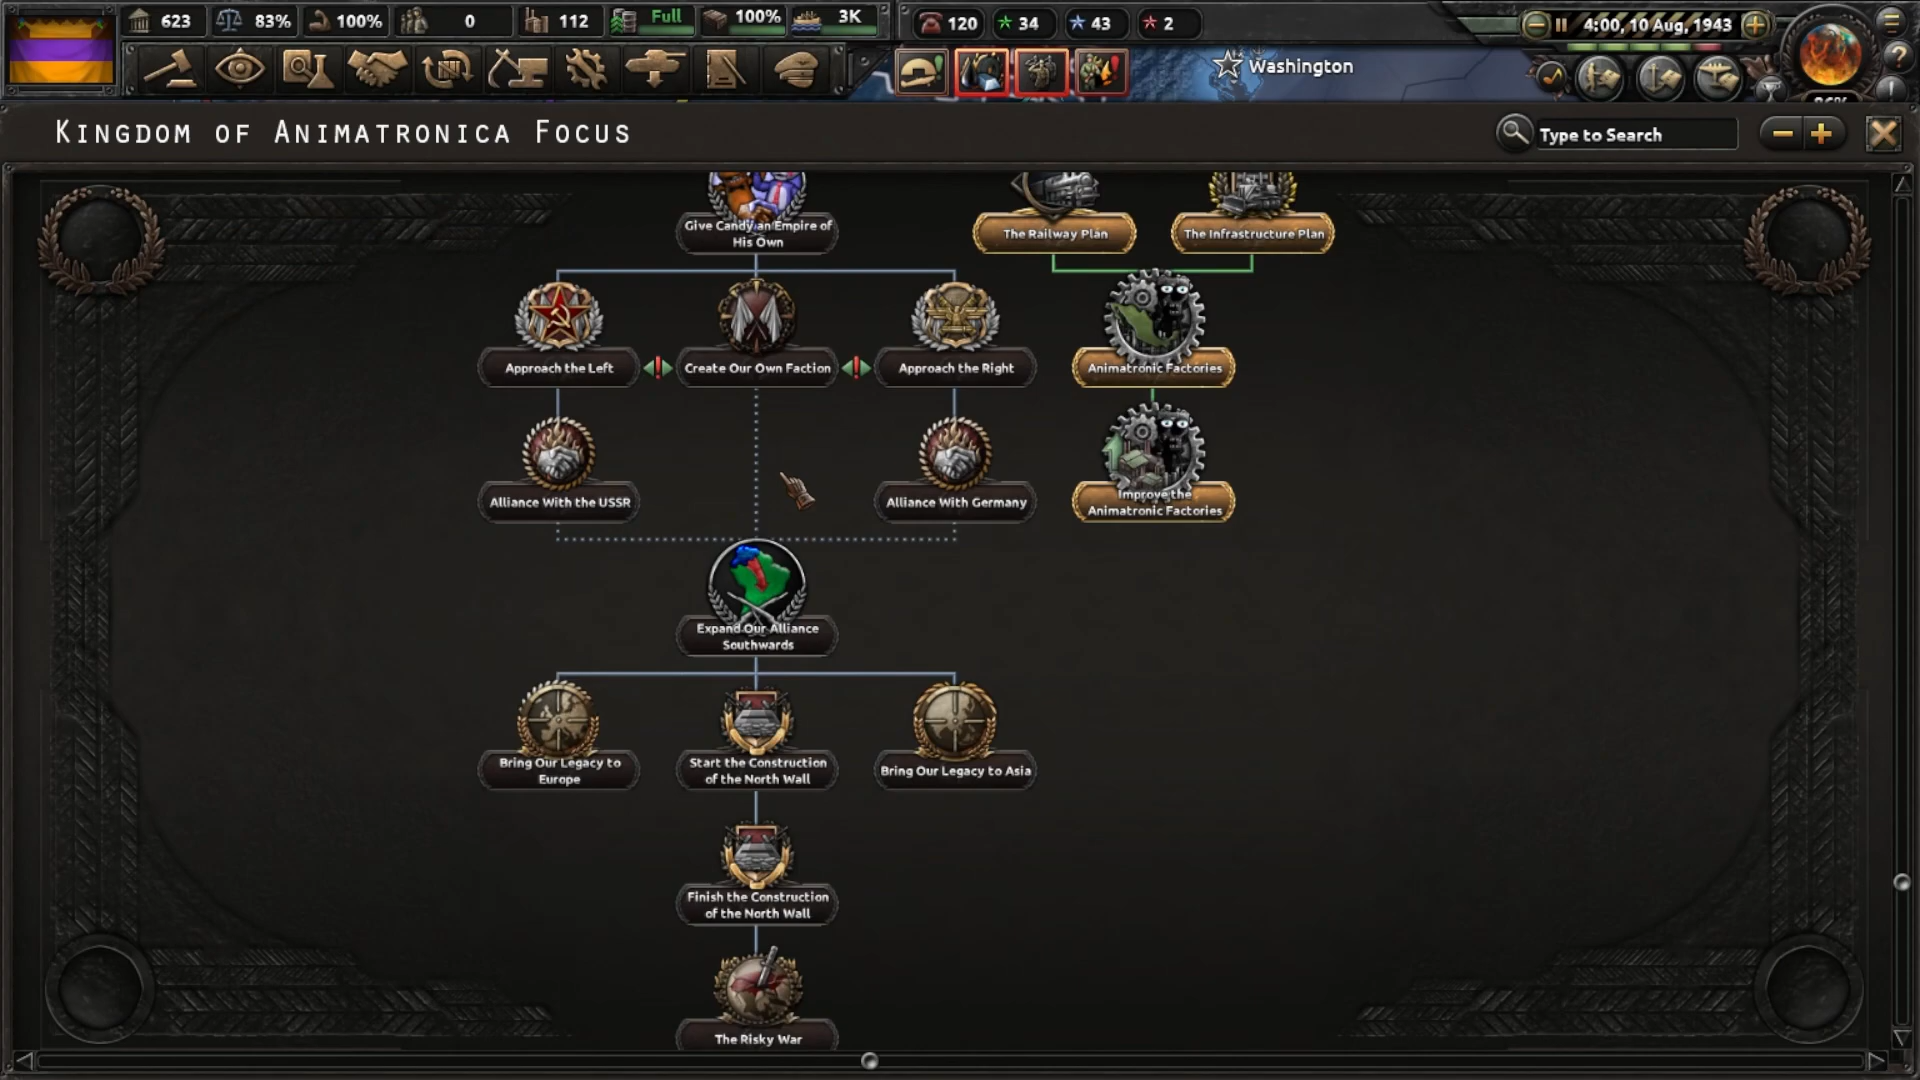 623
83%
100%
0
112
Full
100%
3K
120
34
43
2
4:00, 10 Aug, 1943
Washington
Kingdom of Animatronica Focus
Type to Search
Give Candy an Empire of
His Own
The Railway Plan
The Infrastructure Plan
Approach the Left
Create Our Own Faction
Approach the Right
Animatronic Factories
Alliance With the USSR
Alliance With Germany
Improve the
Animatronic Factories
Expand Our Alliance
Southwards
Bring Our Legacy to
Europe
Start the Construction
of the North Wall
Bring Our Legacy to Asia
Finish the Construction
of the North Wall
The Risky War